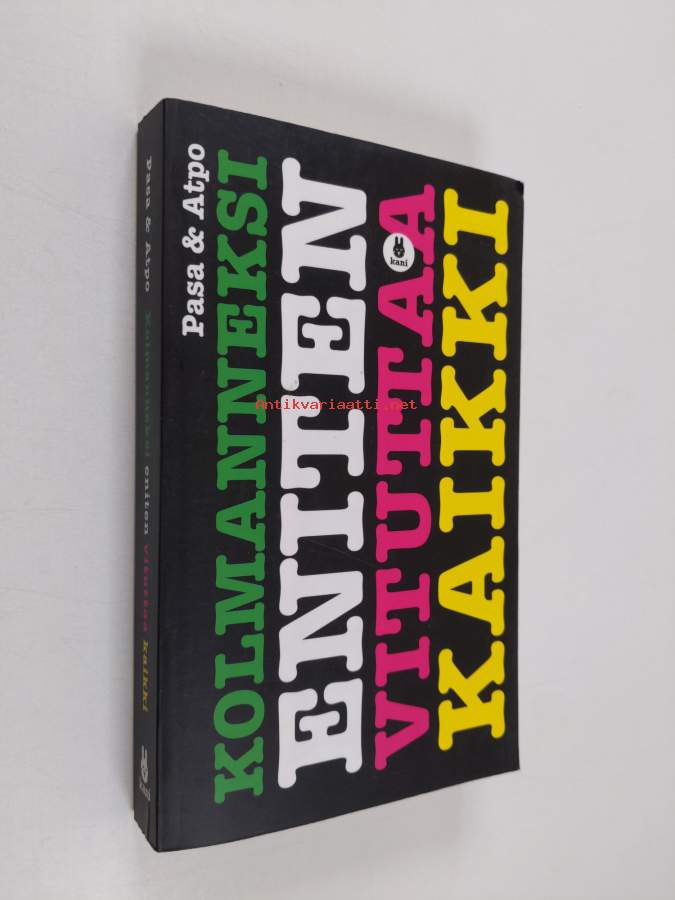 Pasa & Atpo
KOLMANNEKSI
ENITEN
VITUTTAA
KAIKKI
kani
Pasa & Atpo Kolmanneksi eniten vituttaa kaikki
kani
Antikvariaatti.net